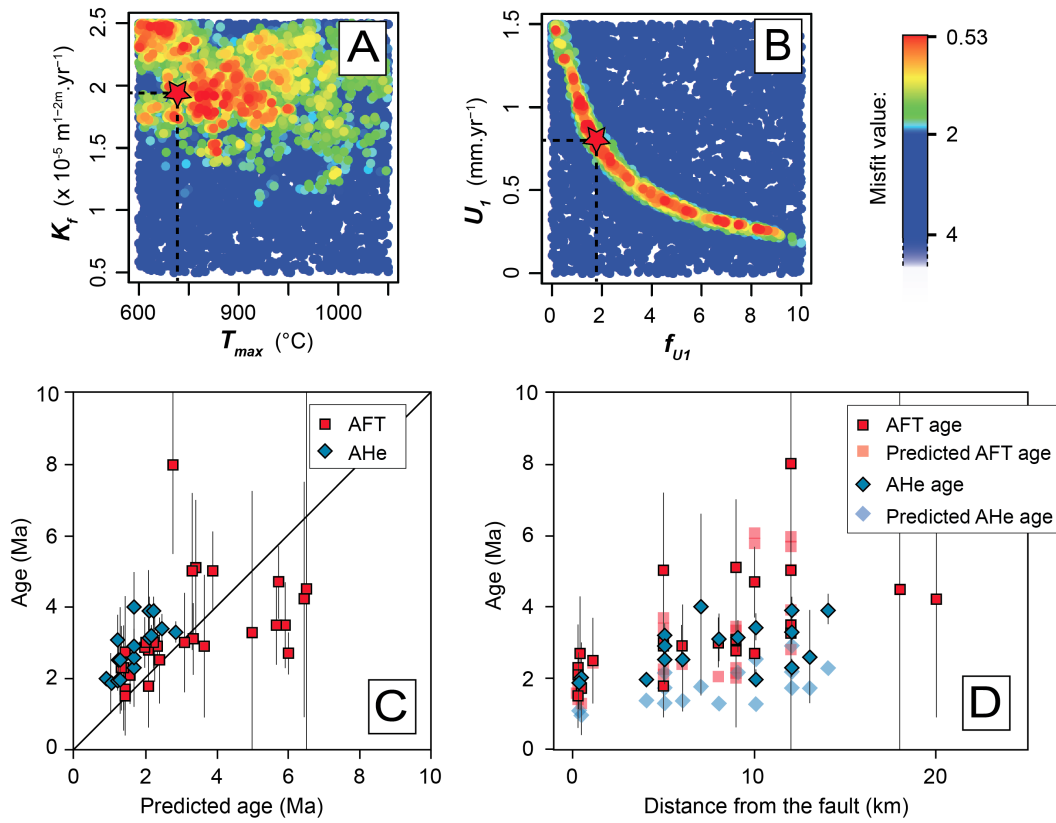 A
2.5
2
1.5
1
0.5
K_f (x 10⁻⁵ m¹⁻²ᵐ.yr⁻¹)
600
900
1000
T_max (°C)
B
1.5
1
0.5
0
U_1 (mm.yr⁻¹)
0
2
4
6
8
10
f_U1
Misfit value:
0.53
2
4
10
8
6
4
2
0
Age (Ma)
AFT
AHe
C
0
2
4
6
8
10
Predicted age (Ma)
10
8
6
4
2
0
Age (Ma)
AFT age
Predicted AFT age
AHe age
Predicted AHe age
D
0
10
20
Distance from the fault (km)